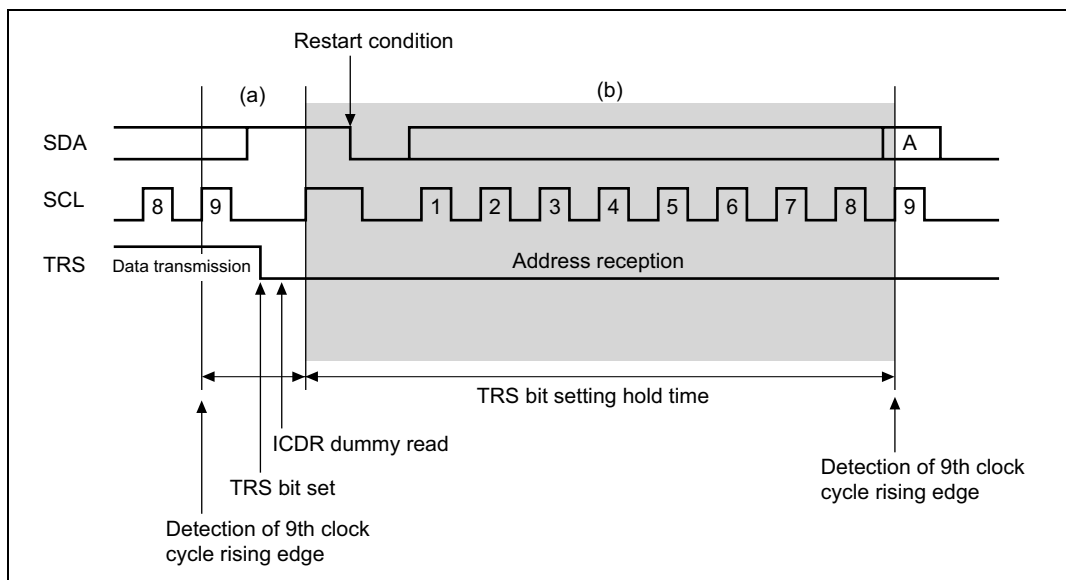 Restart condition
(a)
(b)
SDA
A
SCL
8
9
1
2
3
4
5
6
7
8
9
TRS
Data transmission
Address reception
TRS bit setting hold time
ICDR dummy read
TRS bit set
Detection of 9th clock
cycle rising edge
Detection of 9th clock
cycle rising edge